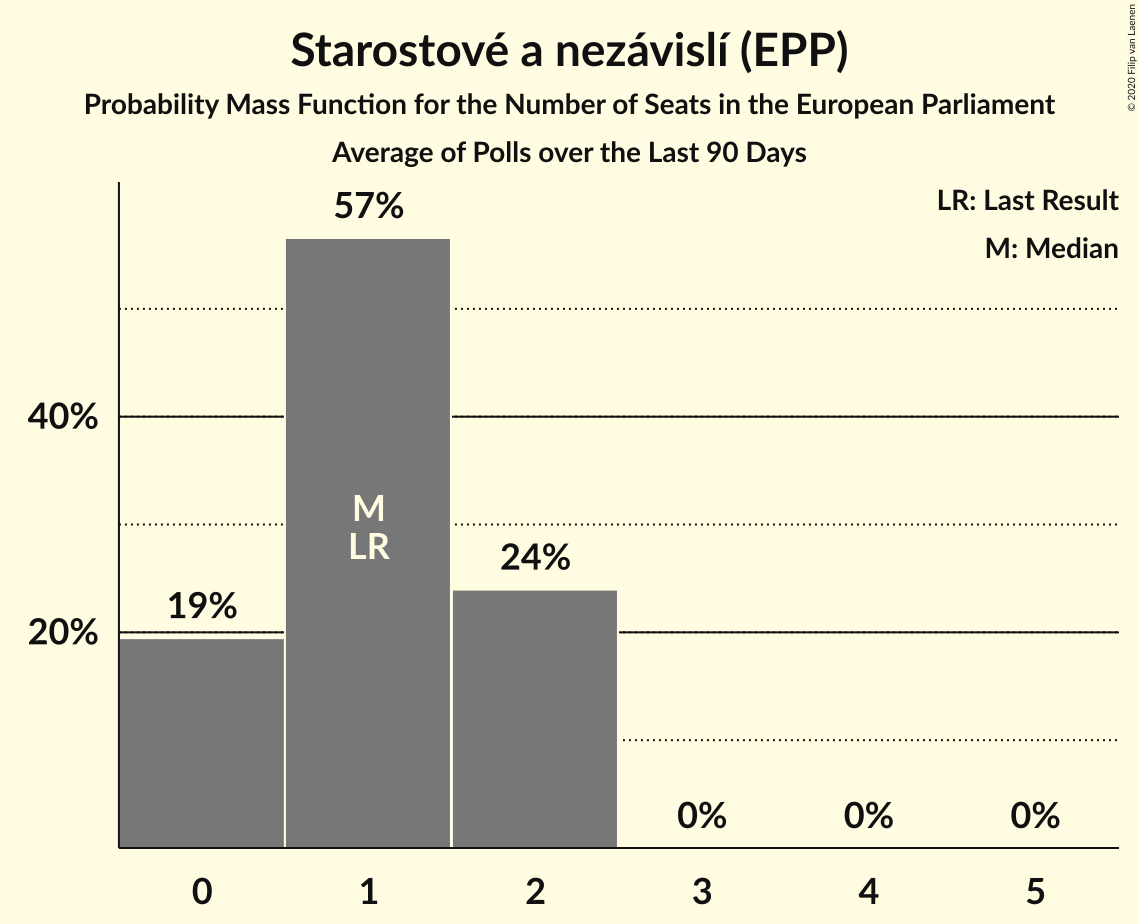 Starostové a nezávislí (EPP)
Probability Mass Function for the Number of Seats in the European Parliament
Average of Polls over the Last 90 Days
© 2020 Filip van Laenen
LR: Last Result
M: Median
57%
40%
M
LR
24%
19%
20%
0%
0%
0%
0
1
2
3
4
5